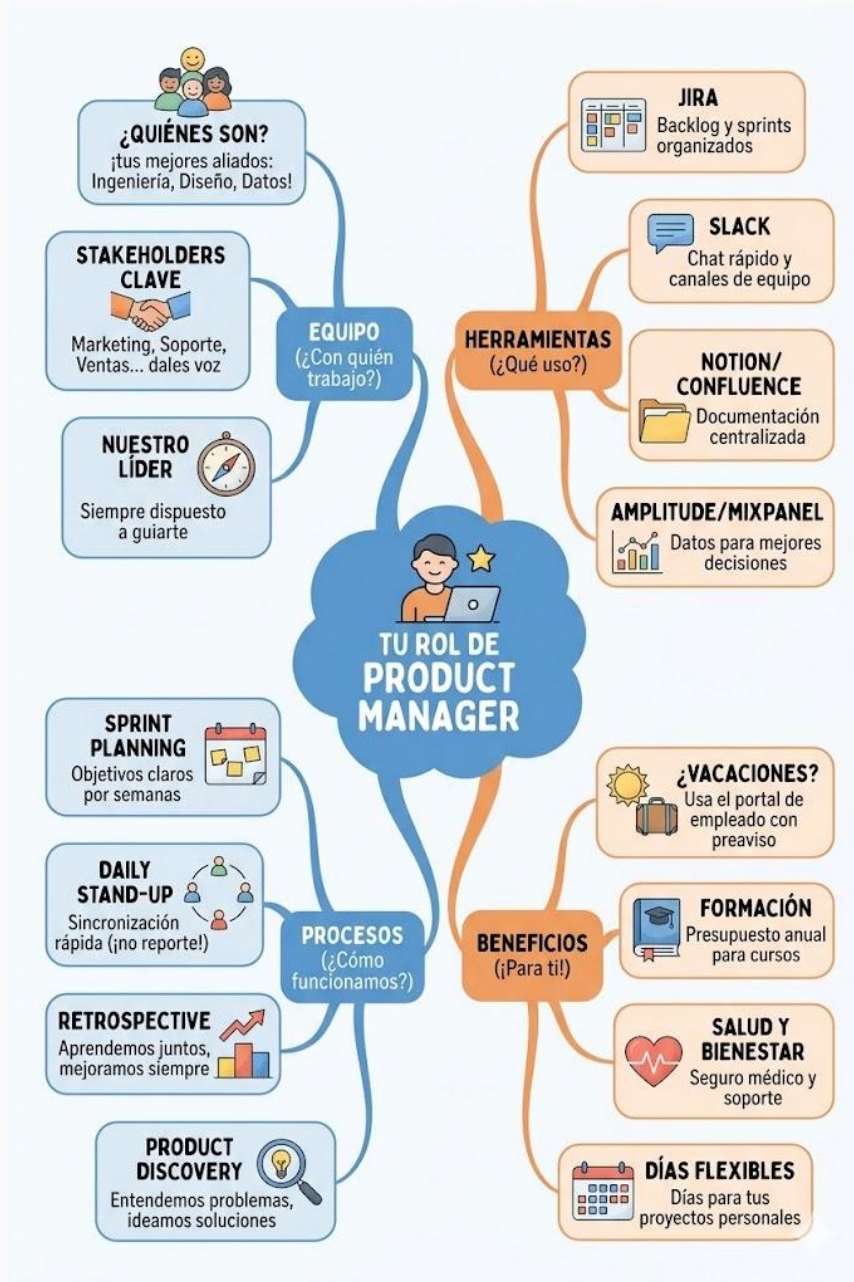 ¿QUIÉNES SON?
¡tus mejores aliados:
Ingeniería, Diseño, Datos!
STAKEHOLDERS
CLAVE
Marketing, Soporte,
Ventas... dales voz
NUESTRO
LÍDER
Siempre dispuesto
a guiarte
EQUIPO
(¿Con quién
trabajo?)
HERRAMIENTAS
(¿Qué uso?)
JIRA
Backlog y sprints
organizados
SLACK
Chat rápido y
canales de equipo
NOTION/
CONFLUENCE
Documentación
centralizada
AMPLITUDE/MIXPANEL
Datos para mejores
decisiones
TU ROL DE
PRODUCT
MANAGER
SPRINT
PLANNING
Objetivos claros
por semanas
DAILY
STAND-UP
Sincronización
rápida (¡no reporte!)
RETROSPECTIVE
Aprendemos juntos,
mejoramos siempre
PRODUCT
DISCOVERY
Entendemos problemas,
ideamos soluciones
PROCESOS
(¿Cómo
funcionamos?)
BENEFICIOS
(¡Para ti!)
¿VACACIONES?
Usa el portal de
empleado con
preaviso
FORMACIÓN
Presupuesto anual
para cursos
SALUD Y
BIENESTAR
Seguro médico y
soporte
DÍAS FLEXIBLES
Días para tus
proyectos personales